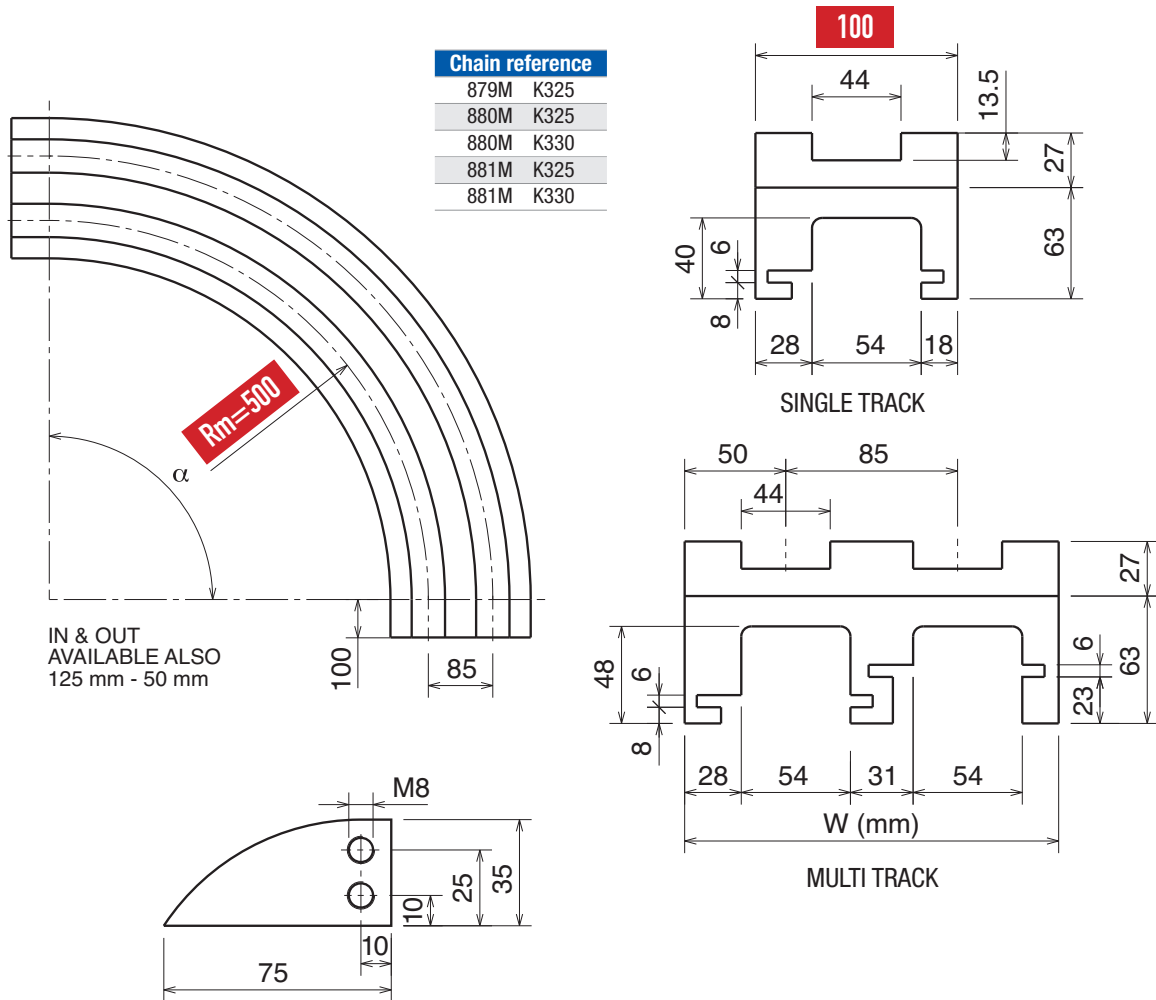 Chain reference
879M K325
880M K325
880M K330
881M K325
881M K330
Rm=500
α
IN & OUT
AVAILABLE ALSO
125 mm - 50 mm
100
85
100
44
13.5
27
63
40
6
8
28
54
18
SINGLE TRACK
50
85
44
27
63
48
6
8
6
23
28
54
31
54
W (mm)
MULTI TRACK
M8
35
25
10
10
75